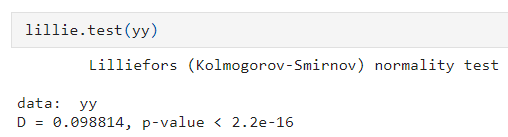 lillie.test(yy)
Lilliefors (Kolmogorov-Smirnov) normality test
data:  yy
D = 0.098814, p-value < 2.2e-16